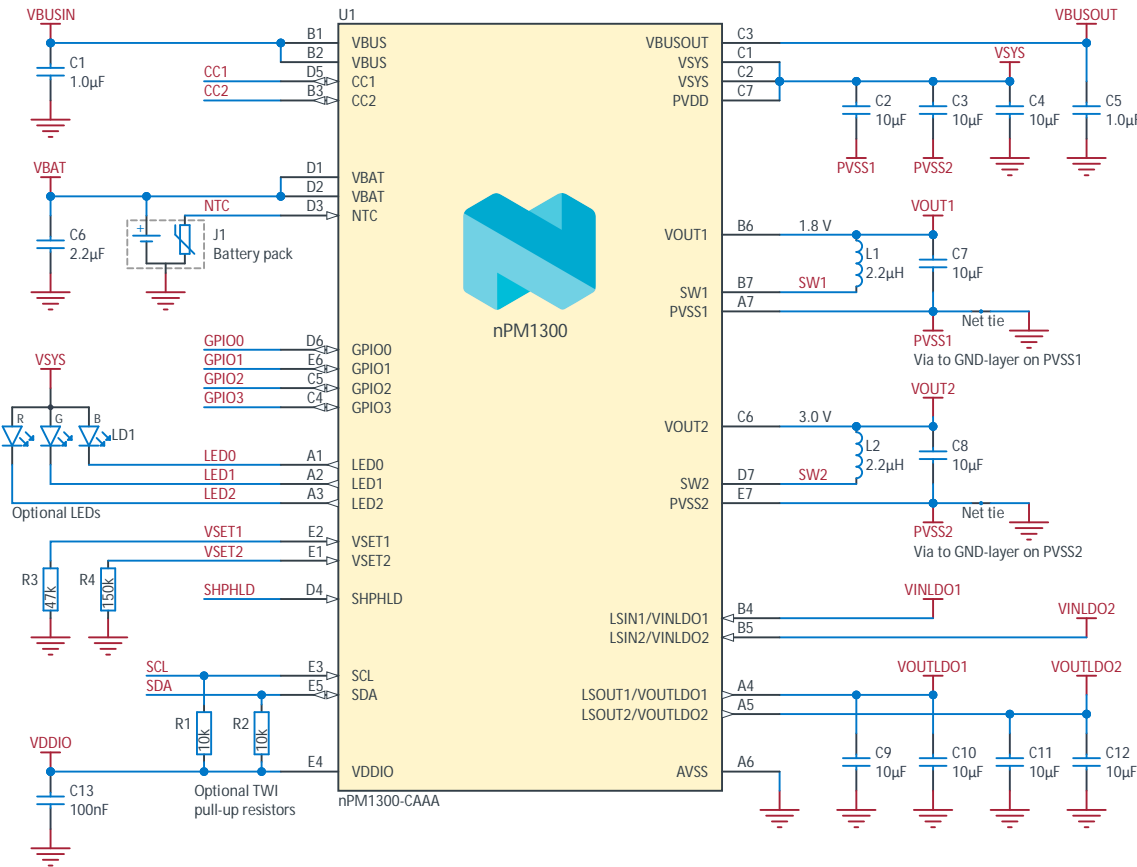 U1
VBUSIN
B1
VBUS
B2
VBUS
C1
1.0µF
CC1
D5
CC1
CC2
B3
CC2
VBAT
D1
VBAT
D2
VBAT
NTC
D3
NTC
C6
2.2µF
+
J1
Battery pack
GPIO0
D6
GPIO0
GPIO1
E6
GPIO1
GPIO2
C5
GPIO2
GPIO3
C4
GPIO3
VSYS
R
G
B
LD1
LED0
A1
LED0
LED1
A2
LED1
LED2
A3
LED2
Optional LEDs
VSET1
E2
VSET1
VSET2
E1
VSET2
R3
47k
R4
150k
SHPHLD
D4
SHPHLD
SCL
E3
SCL
SDA
E5
SDA
R1
10k
R2
10k
VDDIO
E4
VDDIO
C13
100nF
Optional TWI
pull-up resistors
nPM1300-CAAA
nPM1300
VBUSOUT
C3
VBUSOUT
VSYS
C1
VSYS
C2
PVDD
C7
VSYS
C2
10µF
C3
10µF
C4
10µF
C5
1.0µF
PVSS1
PVSS2
VOUT1
B6
1.8 V
VOUT1
L1
2.2µH
C7
10µF
SW1
B7
SW1
PVSS1
A7
Net tie
PVSS1
Via to GND-layer on PVSS1
VOUT2
C6
3.0 V
VOUT2
L2
2.2µH
C8
10µF
SW2
D7
SW2
PVSS2
E7
Net tie
PVSS2
Via to GND-layer on PVSS2
VINLDO1
LSIN1/VINLDO1
B4
VINLDO2
LSIN2/VINLDO2
B5
VOUTLDO1
VOUTLDO2
LSOUT1/VOUTLDO1
A4
LSOUT2/VOUTLDO2
A5
C9
10µF
C10
10µF
C11
10µF
C12
10µF
AVSS
A6